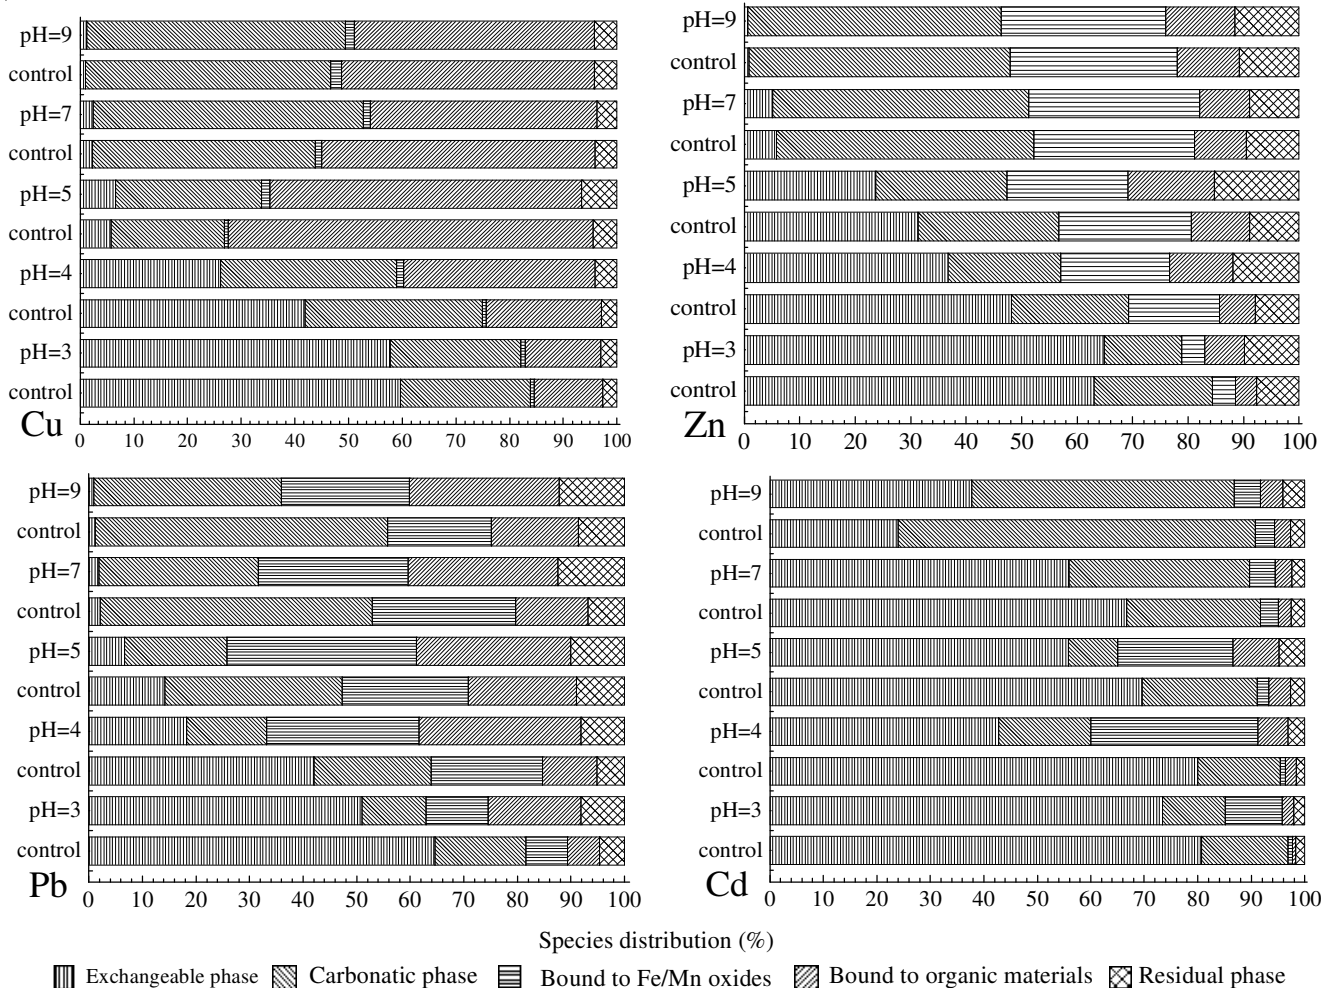 pH=9
control
pH=7
control
pH=5
control
pH=4
control
pH=3
control
Cu
0 10 20 30 40 50 60 70 80 90 100
pH=9
control
pH=7
control
pH=5
control
pH=4
control
pH=3
control
Zn
0 10 20 30 40 50 60 70 80 90 100
pH=9
control
pH=7
control
pH=5
control
pH=4
control
pH=3
control
Pb
0 10 20 30 40 50 60 70 80 90 100
pH=9
control
pH=7
control
pH=5
control
pH=4
control
pH=3
control
Cd
0 10 20 30 40 50 60 70 80 90 100
Species distribution (%)
Exchangeable phase Carbonatic phase Bound to Fe/Mn oxides Bound to organic materials Residual phase